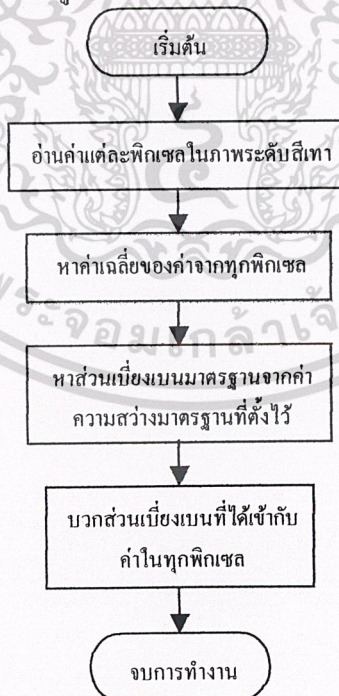 เริ่มต้น
อ่านค่าแต่ละพิกเซลในภาพระดับสีเทา
หาค่าเฉลี่ยของค่าจากทุกพิกเซล
หาส่วนเบี่ยงเบนมาตรฐานจากค่า
ความสว่างมาตรฐานที่ตั้งไว้
บวกส่วนเบี่ยงเบนที่ได้เข้ากับ
ค่าในทุกพิกเซล
จบการทำงาน